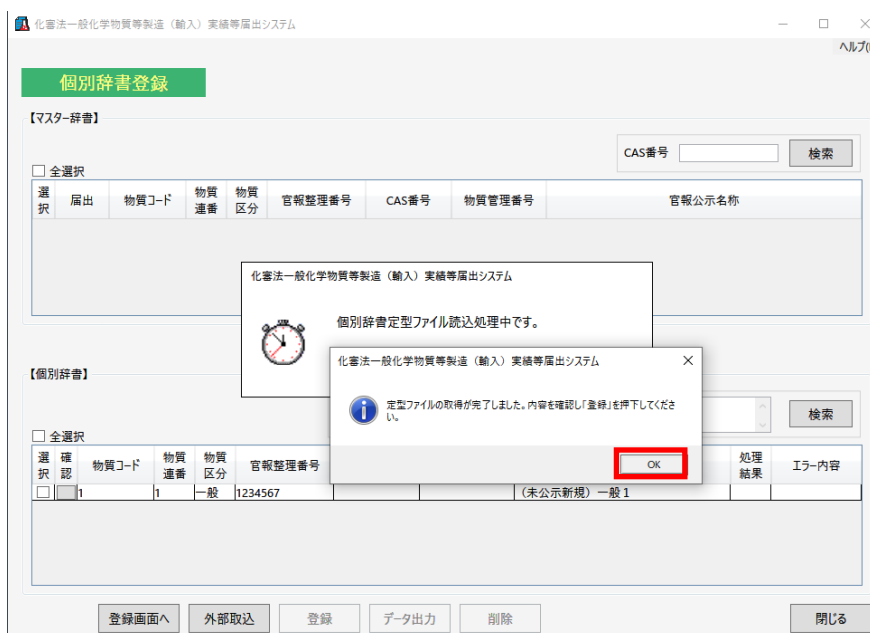 化審法一般化学物質等製造（輸入）実績等届出システム
ヘルプ(
個別辞書登録
【マスター辞書】
CAS番号
検索
全選択
選択 届出 物質コード 物質連番 物質区分 官報整理番号 CAS番号 物質管理番号 官報公示名称
化審法一般化学物質等製造（輸入）実績等届出システム
個別辞書定型ファイル読込処理中です。
化審法一般化学物質等製造（輸入）実績等届出システム
定型ファイルの取得が完了しました。内容を確認し「登録」を押下してくださ
い。
OK
【個別辞書】
検索
全選択
選択 確認 物質コード 物質連番 物質区分 官報整理番号 処理結果 エラー内容
1 1 一般 1234567 （未公示新規）一般１
登録画面へ 外部取込 登録 データ出力 削除 閉じる